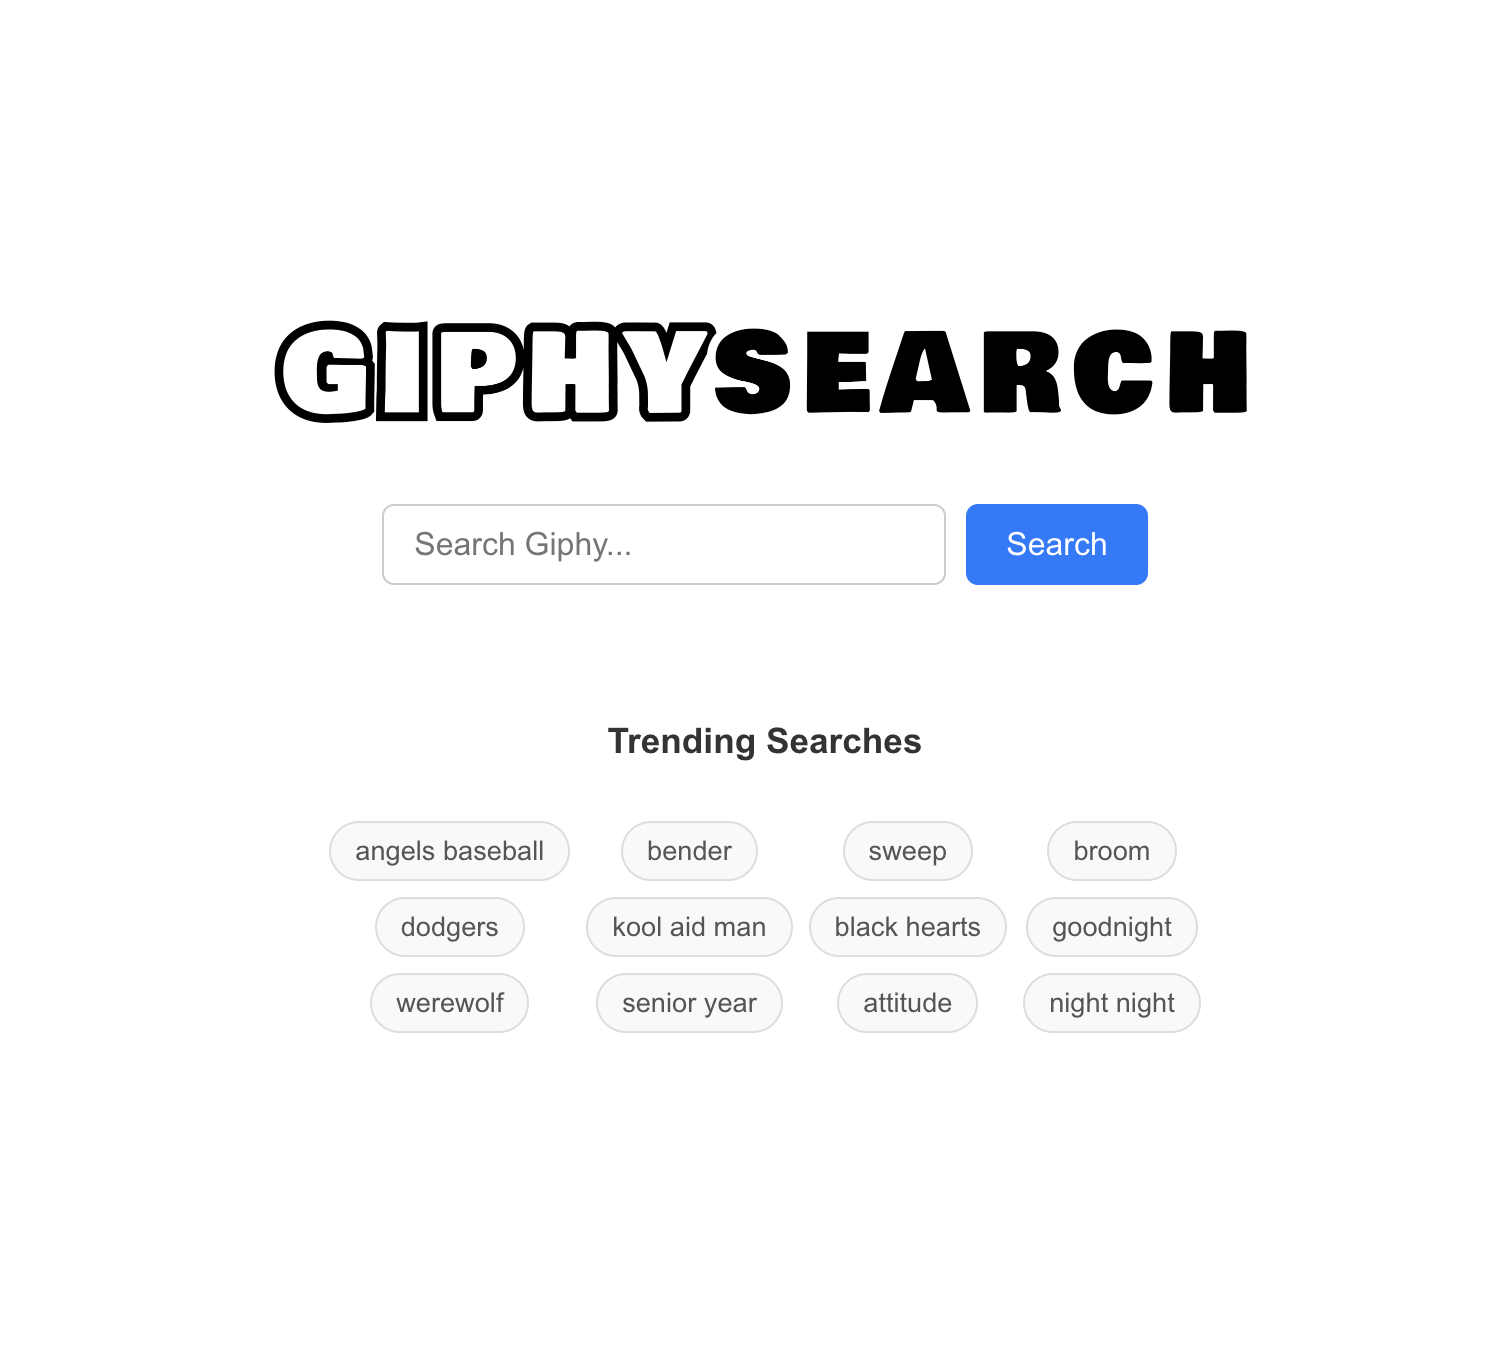 GIPHYSEARCH
Search Giphy... Search
Trending Searches
angels baseball bender sweep broom
dodgers kool aid man black hearts goodnight
werewolf senior year attitude night night